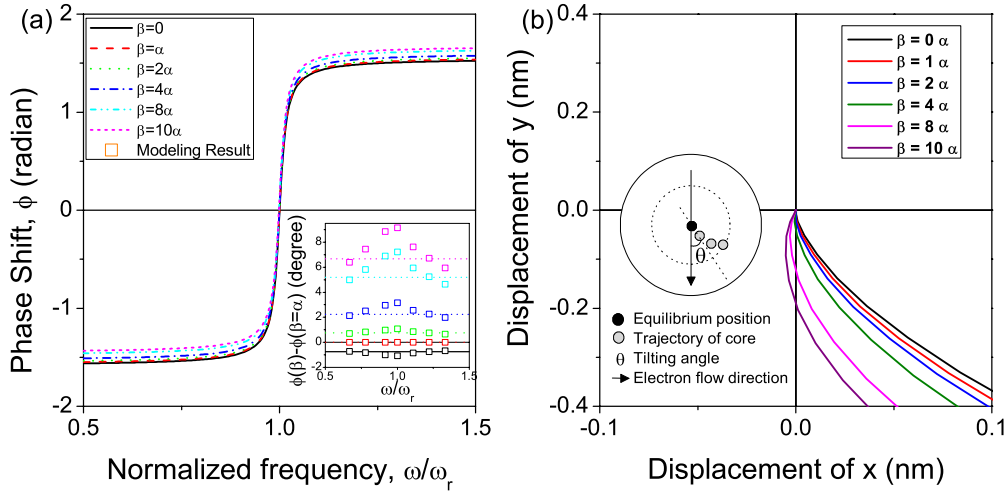 (a)
2
1
0
-1
-2
Phase Shift, ϕ (radian)
β=0
β=α
β=2α
β=4α
β=8α
β=10α
Modeling Result
ϕ(β)-ϕ(β=α) (degree)
8
6
4
2
0
-2
0.5
1.0
1.5
ω/ωr
0.5
1.0
1.5
Normalized frequency, ω/ωr
(b)
0.4
0.2
0.0
-0.2
-0.4
Displacement of y (nm)
β = 0 α
β = 1 α
β = 2 α
β = 4 α
β = 8 α
β = 10 α
θ
Equilibrium position
Trajectory of core
θ Tilting angle
Electron flow direction
-0.1
0.0
0.1
Displacement of x (nm)